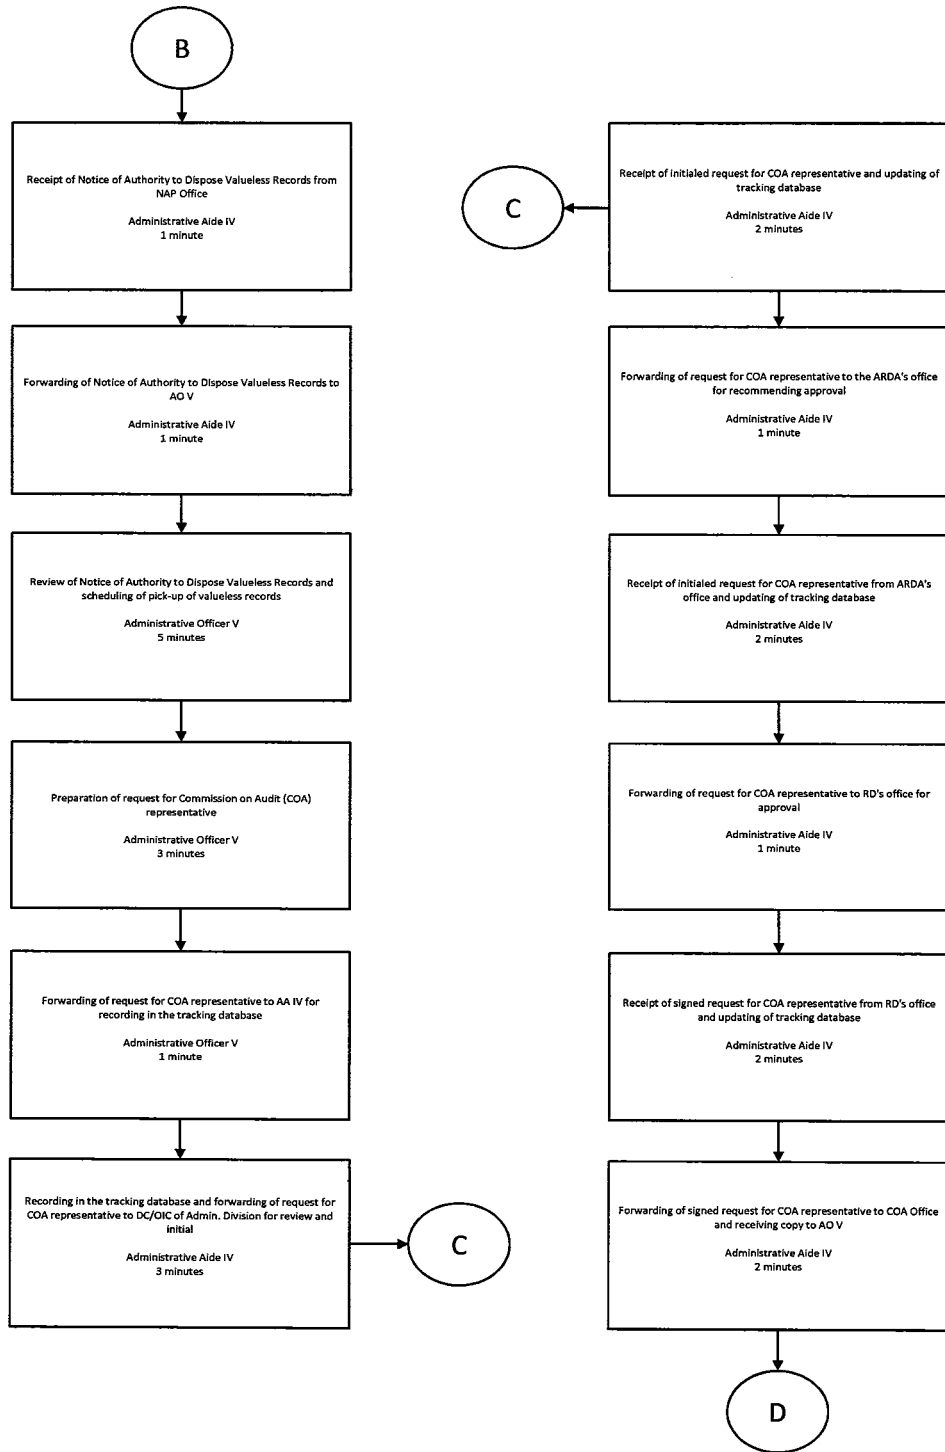 B
Receipt of Notice of Authority to Dispose Valueless Records from
NAP Office
Administrative Aide IV
1 minute
Forwarding of Notice of Authority to Dispose Valueless Records to
AO V
Administrative Aide IV
1 minute
Review of Notice of Authority to Dispose Valueless Records and
scheduling of pick-up of valueless records
Administrative Officer V
5 minutes
Preparation of request for Commission on Audit (COA)
representative
Administrative Officer V
3 minutes
Forwarding of request for COA representative to AA IV for
recording in the tracking database
Administrative Officer V
1 minute
Recording in the tracking database and forwarding of request for
COA representative to DC/OIC of Admin. Division for review and
initial
Administrative Aide IV
3 minutes
C
C
Receipt of initialed request for COA representative and updating of
tracking database
Administrative Aide IV
2 minutes
Forwarding of request for COA representative to the ARDA's office
for recommending approval
Administrative Aide IV
1 minute
Receipt of initialed request for COA representative from ARDA's
office and updating of tracking database
Administrative Aide IV
2 minutes
Forwarding of request for COA representative to RD's office for
approval
Administrative Aide IV
1 minute
Receipt of signed request for COA representative from RD's office
and updating of tracking database
Administrative Aide IV
2 minutes
Forwarding of signed request for COA representative to COA Office
and receiving copy to AO V
Administrative Aide IV
2 minutes
D